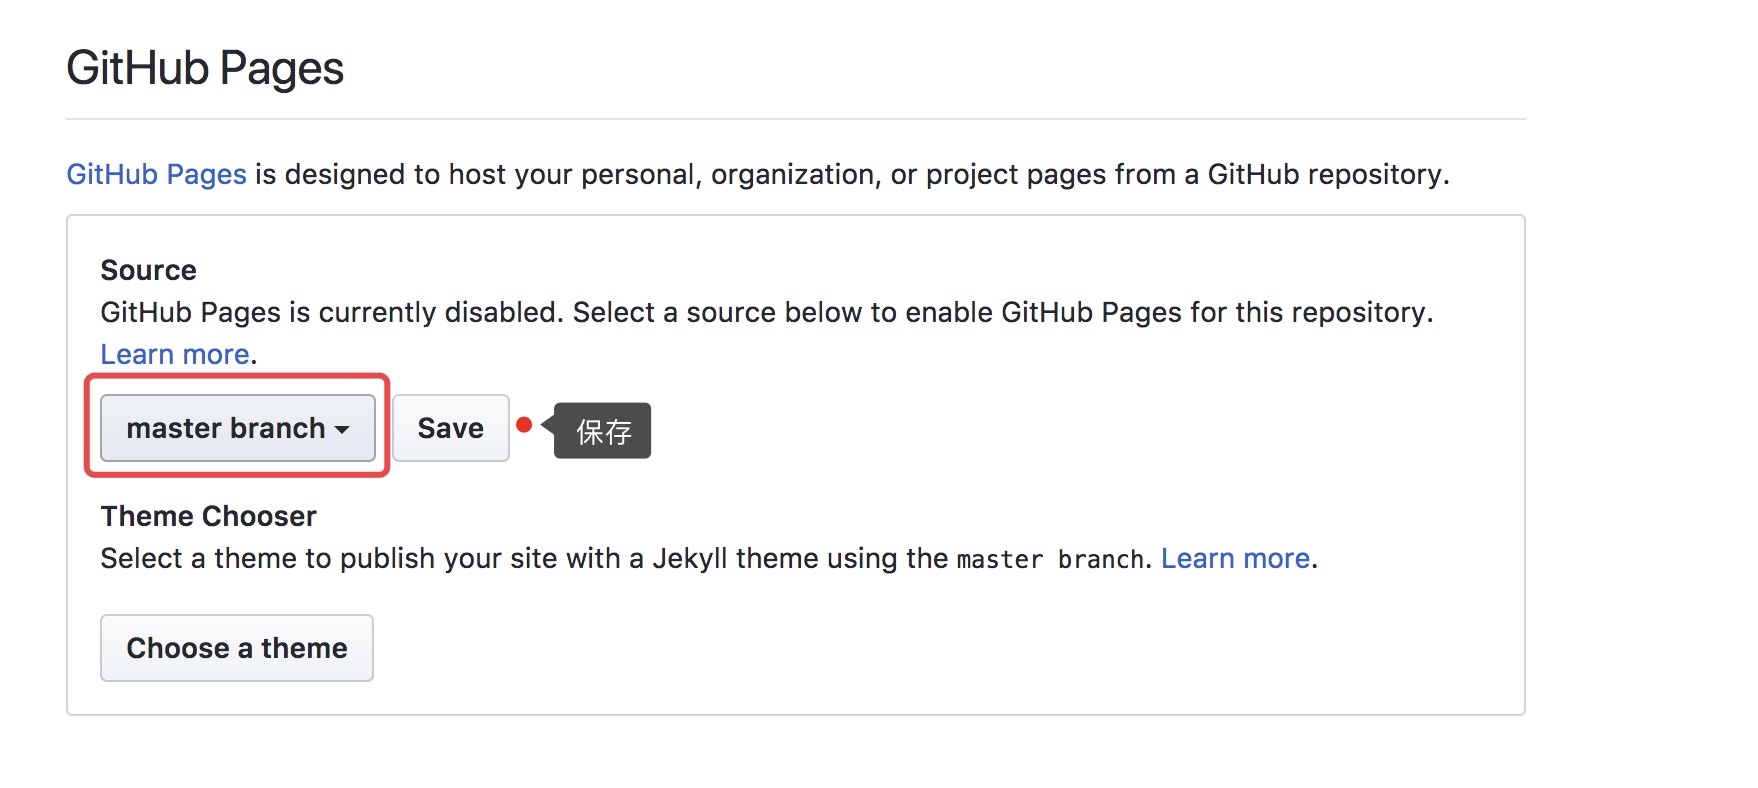 GitHub Pages
GitHub Pages is designed to host your personal, organization, or project pages from a GitHub repository.
Source
GitHub Pages is currently disabled. Select a source below to enable GitHub Pages for this repository.
Learn more.
master branch Save 保存
Theme Chooser
Select a theme to publish your site with a Jekyll theme using the master branch. Learn more.
Choose a theme